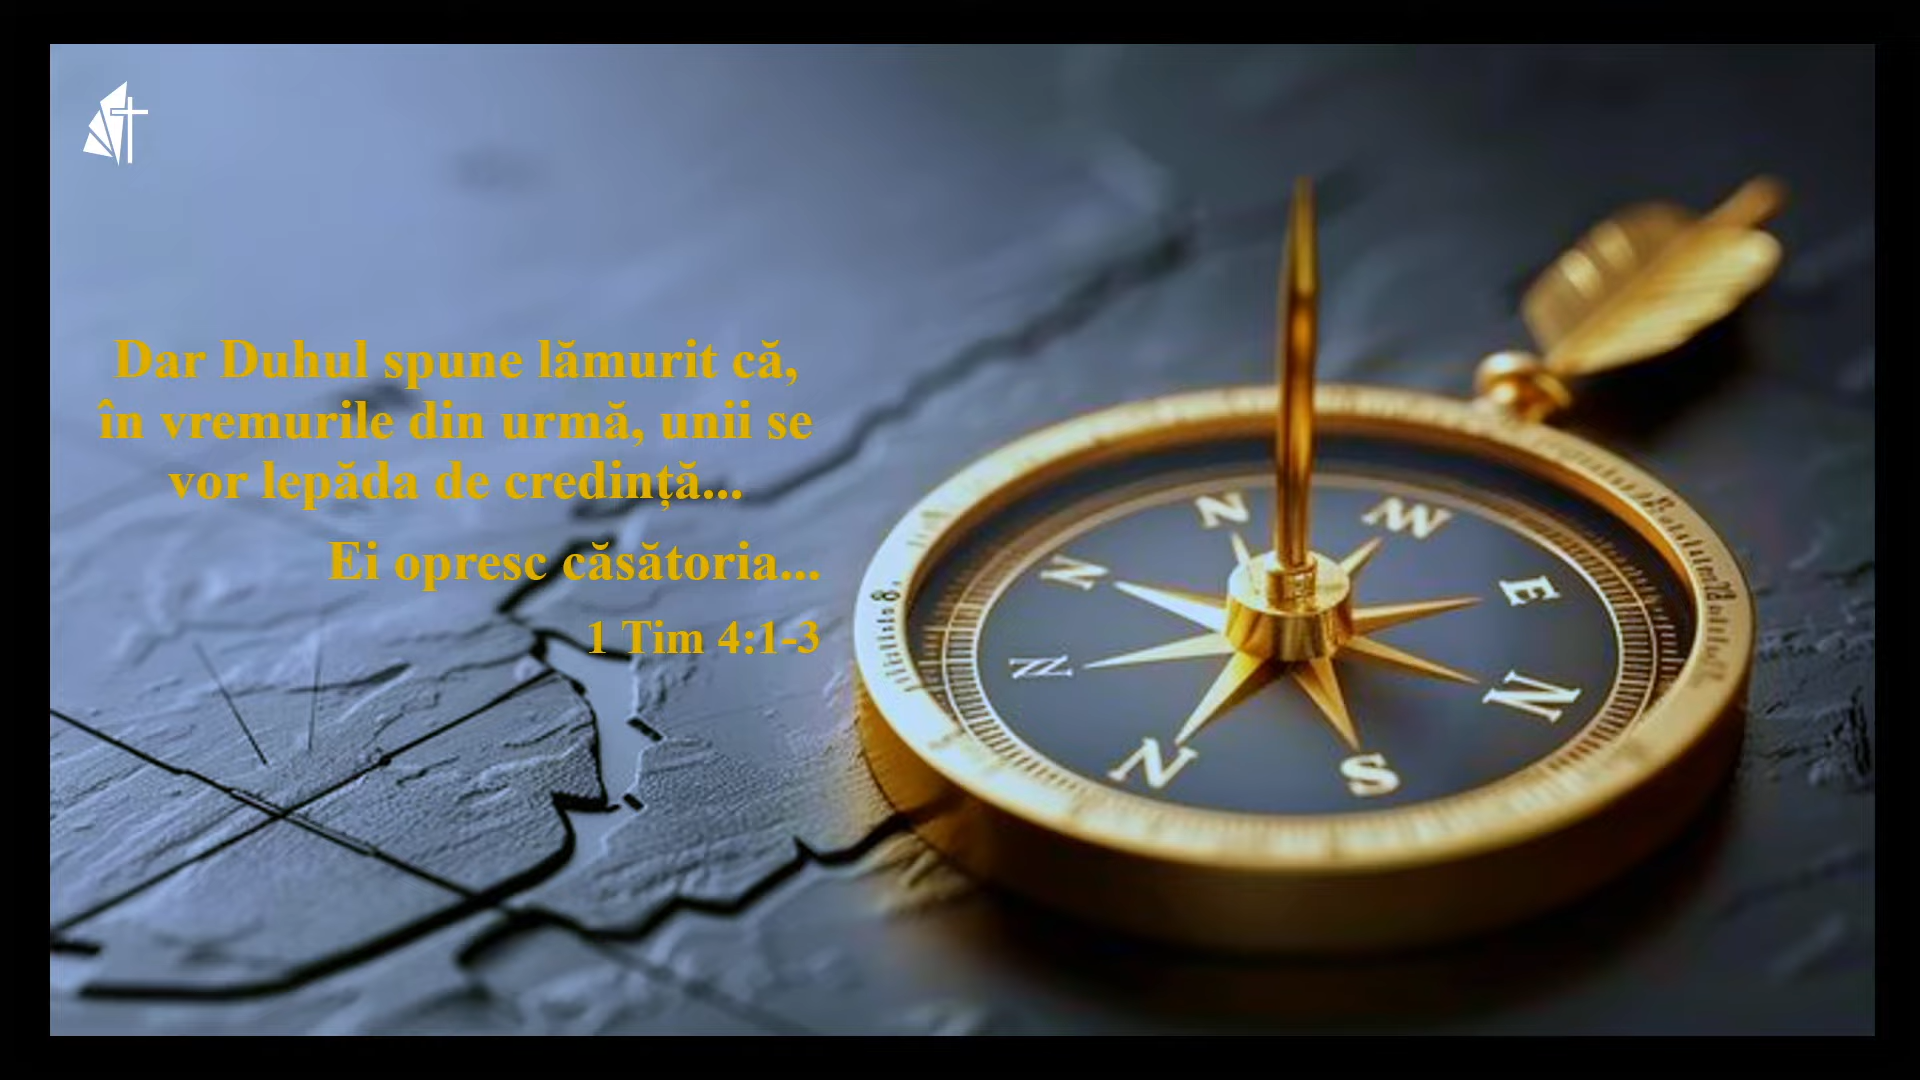 Dar Duhul spune lămurit că,
în vremurile din urmă, unii se
vor lepăda de credință...
Ei opresc căsătoria...
1 Tim 4:1-3
N
W
N
E
N
N
N
S